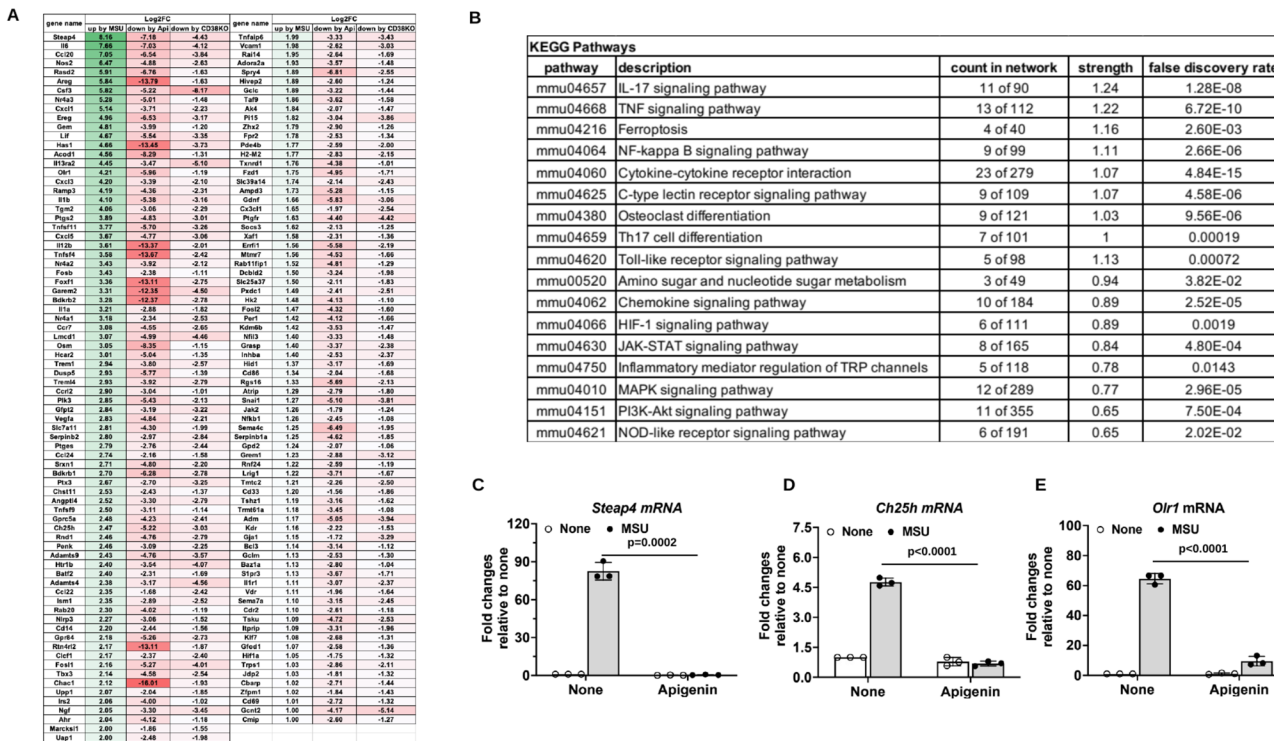 A
gene name Log2FC gene name Log2FC
up by MSU down by Api down by CD38KO up by MSU down by Api down by CD38KO
Steap4 8.16 -7.18 -4.43 Tnfaip6 1.99 -3.33 -3.43
Il6 7.66 -7.03 -4.12 Vcam1 1.98 -2.62 -3.03
Ccl20 7.05 -6.54 -3.84 Rai14 1.95 -2.64 -1.69
Nos2 6.47 -4.88 -2.63 Adora2a 1.93 -3.57 -1.48
Rasd2 5.91 -6.76 -1.63 Spry4 1.89 -6.81 -2.55
Areg 5.84 -13.79 -1.63 Hivep2 1.89 -2.60 -1.24
Csf3 5.82 -5.22 -8.17 Gclc 1.89 -3.22 -1.44
Nr4a3 5.28 -5.01 -1.48 Taf9 1.86 -3.62 -1.58
Cxcl1 5.14 -3.71 -2.23 Ak4 1.84 -2.07 -1.47
Ereg 4.96 -6.53 -3.17 Pi15 1.82 -3.04 -3.86
Gem 4.81 -3.99 -1.20 Zhx2 1.79 -2.90 -1.26
Lif 4.67 -5.54 -3.35 Fpr2 1.78 -2.53 -1.34
Has1 4.66 -13.45 -3.73 Pde4b 1.77 -2.59 -2.00
Acod1 4.56 -8.29 -1.31 H2-M2 1.77 -2.83 -2.15
Il13ra2 4.45 -3.47 -5.10 Txnrd1 1.76 -4.38 -1.01
Olr1 4.21 -5.96 -1.19 Fzd1 1.75 -4.95 -1.71
Cxcl3 4.20 -3.39 -2.10 Slc39a14 1.74 -2.14 -2.43
Ramp3 4.19 -4.36 -2.31 Ampd3 1.73 -5.28 -1.15
Il1b 4.10 -5.38 -3.16 Gdnf 1.66 -5.83 -3.06
Tgm2 4.06 -3.06 -2.29 Cx3cl1 1.65 -1.97 -2.54
Ptgs2 3.89 -4.83 -3.01 Ptgfr 1.63 -4.40 -4.42
Tnfsf11 3.77 -5.70 -3.26 Socs3 1.62 -2.13 -1.25
Cxcl5 3.67 -4.77 -3.06 Xaf1 1.58 -2.31 -1.36
Il12b 3.61 -13.37 -2.01 Errfi1 1.56 -5.58 -2.19
Tnfsf4 3.58 -13.67 -2.42 Mtmr7 1.56 -4.53 -1.66
Nr4a2 3.43 -3.92 -2.12 Rab11fip1 1.52 -4.81 -1.29
Fosb 3.43 -2.38 -1.11 Dcbld2 1.50 -3.24 -1.98
Foxf1 3.36 -13.11 -2.75 Slc25a37 1.50 -2.11 -1.83
Garem2 3.31 -12.35 -4.50 Pxdc1 1.49 -2.41 -2.51
Bdkrb2 3.28 -12.37 -2.78 Hk2 1.48 -4.13 -1.10
Il1a 3.21 -2.88 -1.82 Fosl2 1.47 -4.32 -1.60
Nr4a1 3.18 -2.34 -2.53 Per1 1.42 -4.12 -1.66
Ccr7 3.08 -4.55 -2.65 Kdm6b 1.42 -3.53 -1.47
Lmcd1 3.07 -4.99 -4.46 Nfil3 1.40 -3.33 -1.48
Osm 3.05 -8.35 -1.15 Grasp 1.40 -3.37 -2.38
Hcar2 3.01 -5.04 -1.35 Inhba 1.40 -2.53 -2.37
Trem1 2.94 -3.80 -2.57 Hid1 1.37 -3.17 -1.69
Dusp5 2.93 -5.77 -1.39 Cd86 1.34 -2.04 -1.68
Treml4 2.93 -3.92 -2.79 Rgs16 1.33 -5.69 -2.13
Ccrl2 2.90 -3.04 -1.01 Atrip 1.29 -2.79 -1.80
Plk3 2.85 -5.43 -2.13 Snai1 1.27 -5.10 -3.81
Gfpt2 2.84 -3.19 -3.22 Jak2 1.26 -1.79 -1.24
Vegfa 2.83 -4.84 -2.21 Nfkb1 1.26 -2.45 -1.08
Slc7a11 2.81 -4.30 -1.99 Sema4c 1.25 -6.49 -1.95
Serpinb2 2.80 -2.97 -2.84 Serpinb1a 1.25 -4.62 -1.85
Ptges 2.79 -2.76 -2.44 Gpd2 1.24 -2.07 -1.06
Ccl24 2.74 -2.16 -1.58 Grem1 1.23 -2.88 -3.12
Srxn1 2.71 -4.80 -2.20 Rnf24 1.22 -2.59 -1.19
Bdkrb1 2.70 -6.28 -2.76 Lrig1 1.22 -3.71 -1.67
Ptx3 2.67 -2.70 -3.25 Tmtc2 1.21 -2.26 -2.50
Chst11 2.53 -2.43 -1.37 Cd33 1.20 -1.56 -1.86
Angptl4 2.52 -3.30 -2.79 Tshz1 1.19 -3.16 -1.62
Tnfsf9 2.50 -3.11 -1.14 Trmt61a 1.18 -3.45 -1.08
Gprc5a 2.48 -4.23 -2.41 Adm 1.17 -5.05 -3.94
Ch25h 2.47 -5.22 -3.03 Kdr 1.16 -2.22 -1.53
Rnd1 2.46 -4.76 -2.79 Gja1 1.15 -1.72 -3.29
Penk 2.46 -3.09 -2.25 Bcl3 1.14 -3.14 -1.12
Adamts9 2.43 -4.76 -3.57 Gclm 1.13 -2.53 -1.30
Htr1b 2.40 -3.54 -4.07 Baz1a 1.13 -2.80 -1.04
Batf2 2.40 -2.31 -1.69 S1pr3 1.13 -3.67 -1.71
Adamts4 2.38 -3.17 -4.56 Il1r1 1.11 -3.07 -2.37
Ccl22 2.35 -1.68 -2.42 Vdr 1.11 -1.96 -1.64
Ism1 2.35 -2.89 -2.52 Sema7a 1.10 -3.15 -2.45
Rab20 2.30 -4.02 -1.19 Cdr2 1.10 -2.61 -1.18
Nlrp3 2.27 -3.06 -1.52 Tsku 1.09 -4.72 -2.53
Cd14 2.20 -2.44 -1.56 Itprip 1.09 -3.31 -1.96
Gpr84 2.18 -5.26 -2.73 Klf7 1.08 -2.68 -1.31
Rtn4rl2 2.17 -13.11 -1.87 Gfod1 1.07 -2.58 -1.36
Clcf1 2.17 -2.37 -2.40 Hif1a 1.05 -1.75 -1.32
Fosl1 2.16 -5.27 -4.01 Trps1 1.03 -2.86 -2.11
Tbx3 2.14 -4.58 -2.54 Jdp2 1.03 -1.81 -1.32
Chac1 2.12 -16.01 -1.93 Cbarp 1.02 -2.71 -1.44
Upp1 2.07 -2.04 -1.85 Zfpm1 1.02 -1.84 -1.43
Irs2 2.06 -4.00 -1.02 Cd69 1.01 -2.72 -1.32
Ngf 2.05 -3.30 -3.45 Gcnt2 1.00 -4.17 -5.14
Ahr 2.04 -4.12 -1.18 Cmip 1.00 -2.60 -1.27
Marcksl1 2.00 -1.86 -1.55
Uap1 2.00 -2.48 -1.98
B
KEGG Pathways
pathway description count in network strength false discovery rate
mmu04657 IL-17 signaling pathway 11 of 90 1.24 1.28E-08
mmu04668 TNF signaling pathway 13 of 112 1.22 6.72E-10
mmu04216 Ferroptosis 4 of 40 1.16 2.60E-03
mmu04064 NF-kappa B signaling pathway 9 of 99 1.11 2.66E-06
mmu04060 Cytokine-cytokine receptor interaction 23 of 279 1.07 4.84E-15
mmu04625 C-type lectin receptor signaling pathway 9 of 109 1.07 4.58E-06
mmu04380 Osteoclast differentiation 9 of 121 1.03 9.56E-06
mmu04659 Th17 cell differentiation 7 of 101 1 0.00019
mmu04620 Toll-like receptor signaling pathway 5 of 98 1.13 0.00072
mmu00520 Amino sugar and nucleotide sugar metabolism 3 of 49 0.94 3.82E-02
mmu04062 Chemokine signaling pathway 10 of 184 0.89 2.52E-05
mmu04066 HIF-1 signaling pathway 6 of 111 0.89 0.0019
mmu04630 JAK-STAT signaling pathway 8 of 165 0.84 4.80E-04
mmu04750 Inflammatory mediator regulation of TRP channels 5 of 118 0.78 0.0143
mmu04010 MAPK signaling pathway 12 of 289 0.77 2.96E-05
mmu04151 PI3K-Akt signaling pathway 11 of 355 0.65 7.50E-04
mmu04621 NOD-like receptor signaling pathway 6 of 191 0.65 2.02E-02
C
Steap4 mRNA
None MSU
p=0.0002
Fold changes
relative to none
120
90
60
30
0
None Apigenin
D
Ch25h mRNA
None MSU
p<0.0001
Fold changes
relative to none
7.5
6.0
4.5
3.0
1.5
0.0
None Apigenin
E
Olr1 mRNA
None MSU
p<0.0001
Fold changes
relative to none
100
80
60
40
20
0
None Apigenin